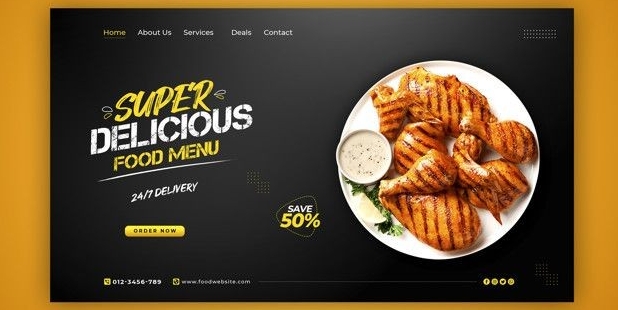 Home About Us Services Deals Contact
SUPER
DELICIOUS
FOOD MENU
24/7 DELIVERY
SAVE
50%
ORDER NOW
012-3456-789 www.foodwebsite.com